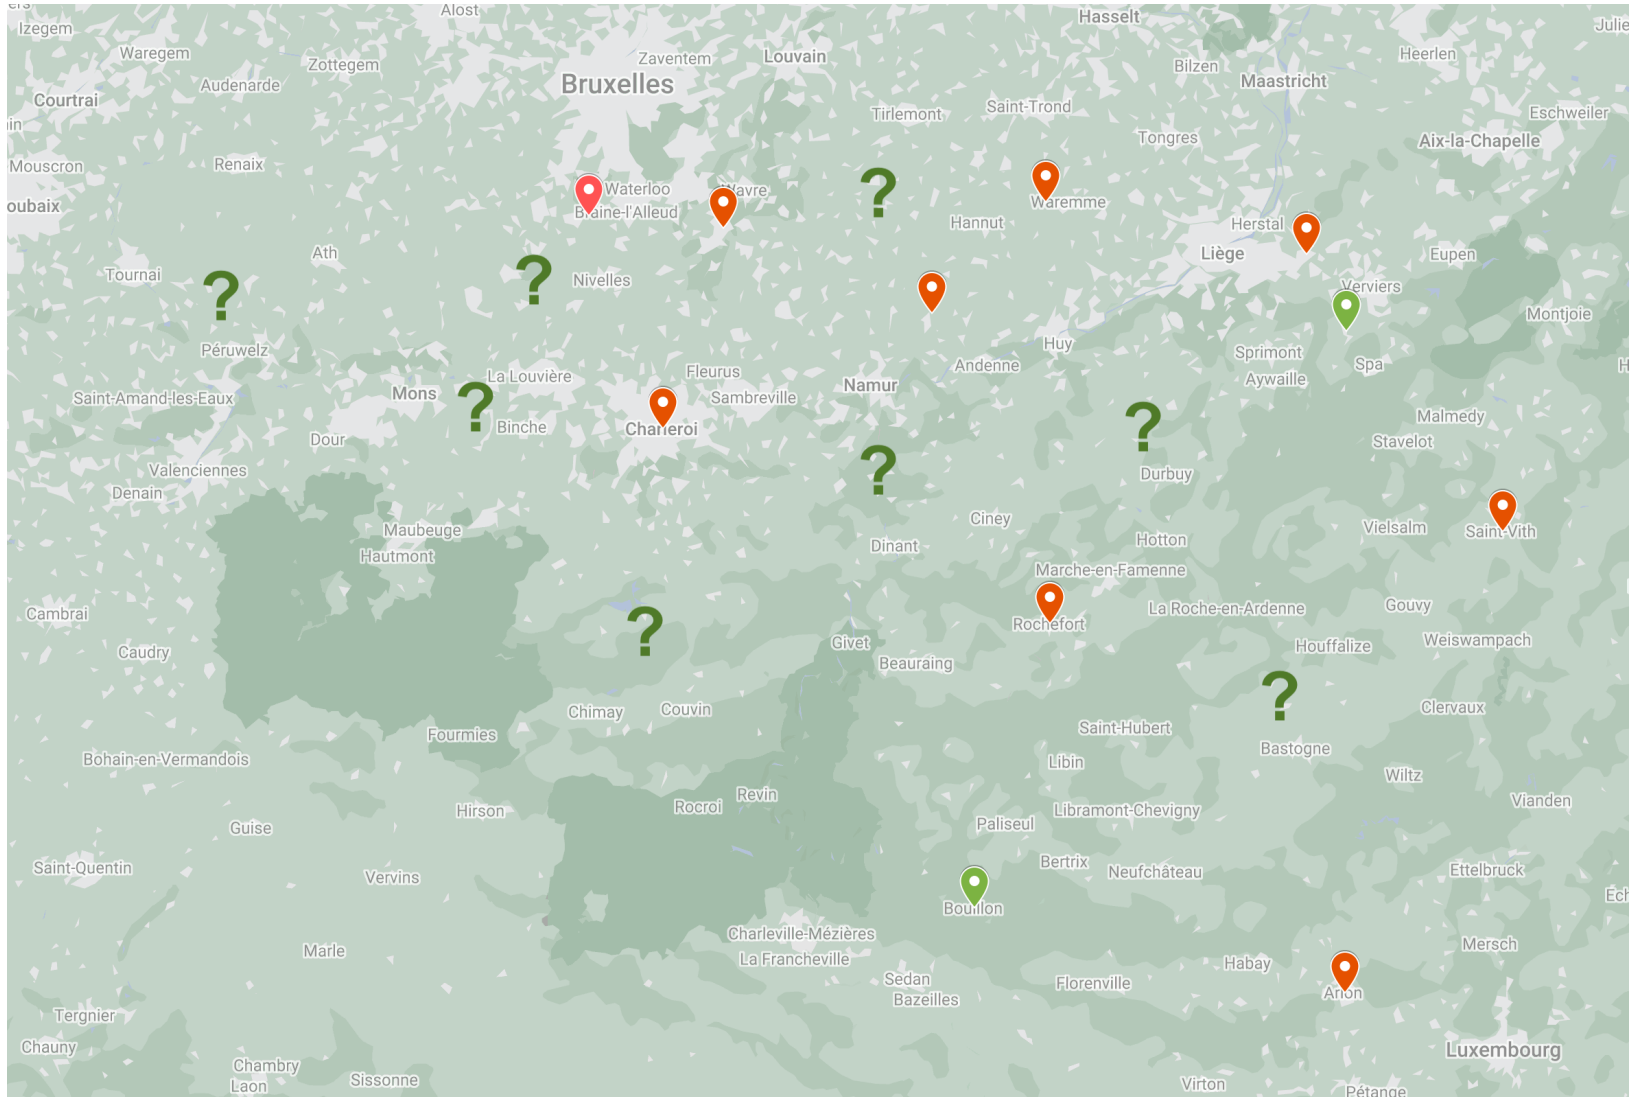 Alost
Hasselt
Izegem
Waregem
Zottegem
Zaventem
Louvain
Heerlen
Bilzen
Bruxelles
Audenarde
Maastricht
Courtrai
Tirlemont
Saint-Trond
Eschweiler
Tongres
Aix-la-Chapelle
Mouscron
Renaix
Waterloo
Wavre
oubaix
Braine-l'Alleud
Waremme
Hannut
Herstal
Ath
Liège
Eupen
Tournai
?
?
?
Nivelles
Verviers
Montjoie
Péruwelz
Huy
Sprimont
Andenne
Spa
La Louvière
Fleurus
Namur
Aywaille
Saint-Amand-les-Eaux
Mons
?
Sambreville
?
Malmedy
Dour
Binche
Charleroi
Stavelot
Valenciennes
?
Durbuy
Denain
Ciney
Maubeuge
Vielsalm
Saint-Vith
Hautmont
Dinant
Hotton
Marche-en-Famenne
Cambrai
La Roche-en-Ardenne
Gouvy
Rochefort
?
Givet
Houffalize
Weiswampach
Caudry
Beauraing
?
Chimay
Couvin
Clervaux
Fourmies
Saint-Hubert
Bastogne
Bohain-en-Vermandois
Libin
Wiltz
Hirson
Rocroi
Revin
Libramont-Chevigny
Vianden
Guise
Paliseul
Saint-Quentin
Vervins
Bertrix
Neufchâteau
Ettelbruck
Bouillon
Charleville-Mézières
Marle
La Francheville
Mersch
Habay
Sedan
Florenville
Arlon
Bazeilles
Tergnier
Chauny
Luxembourg
Chambry
Laon
Sissonne
Virton
Pétange